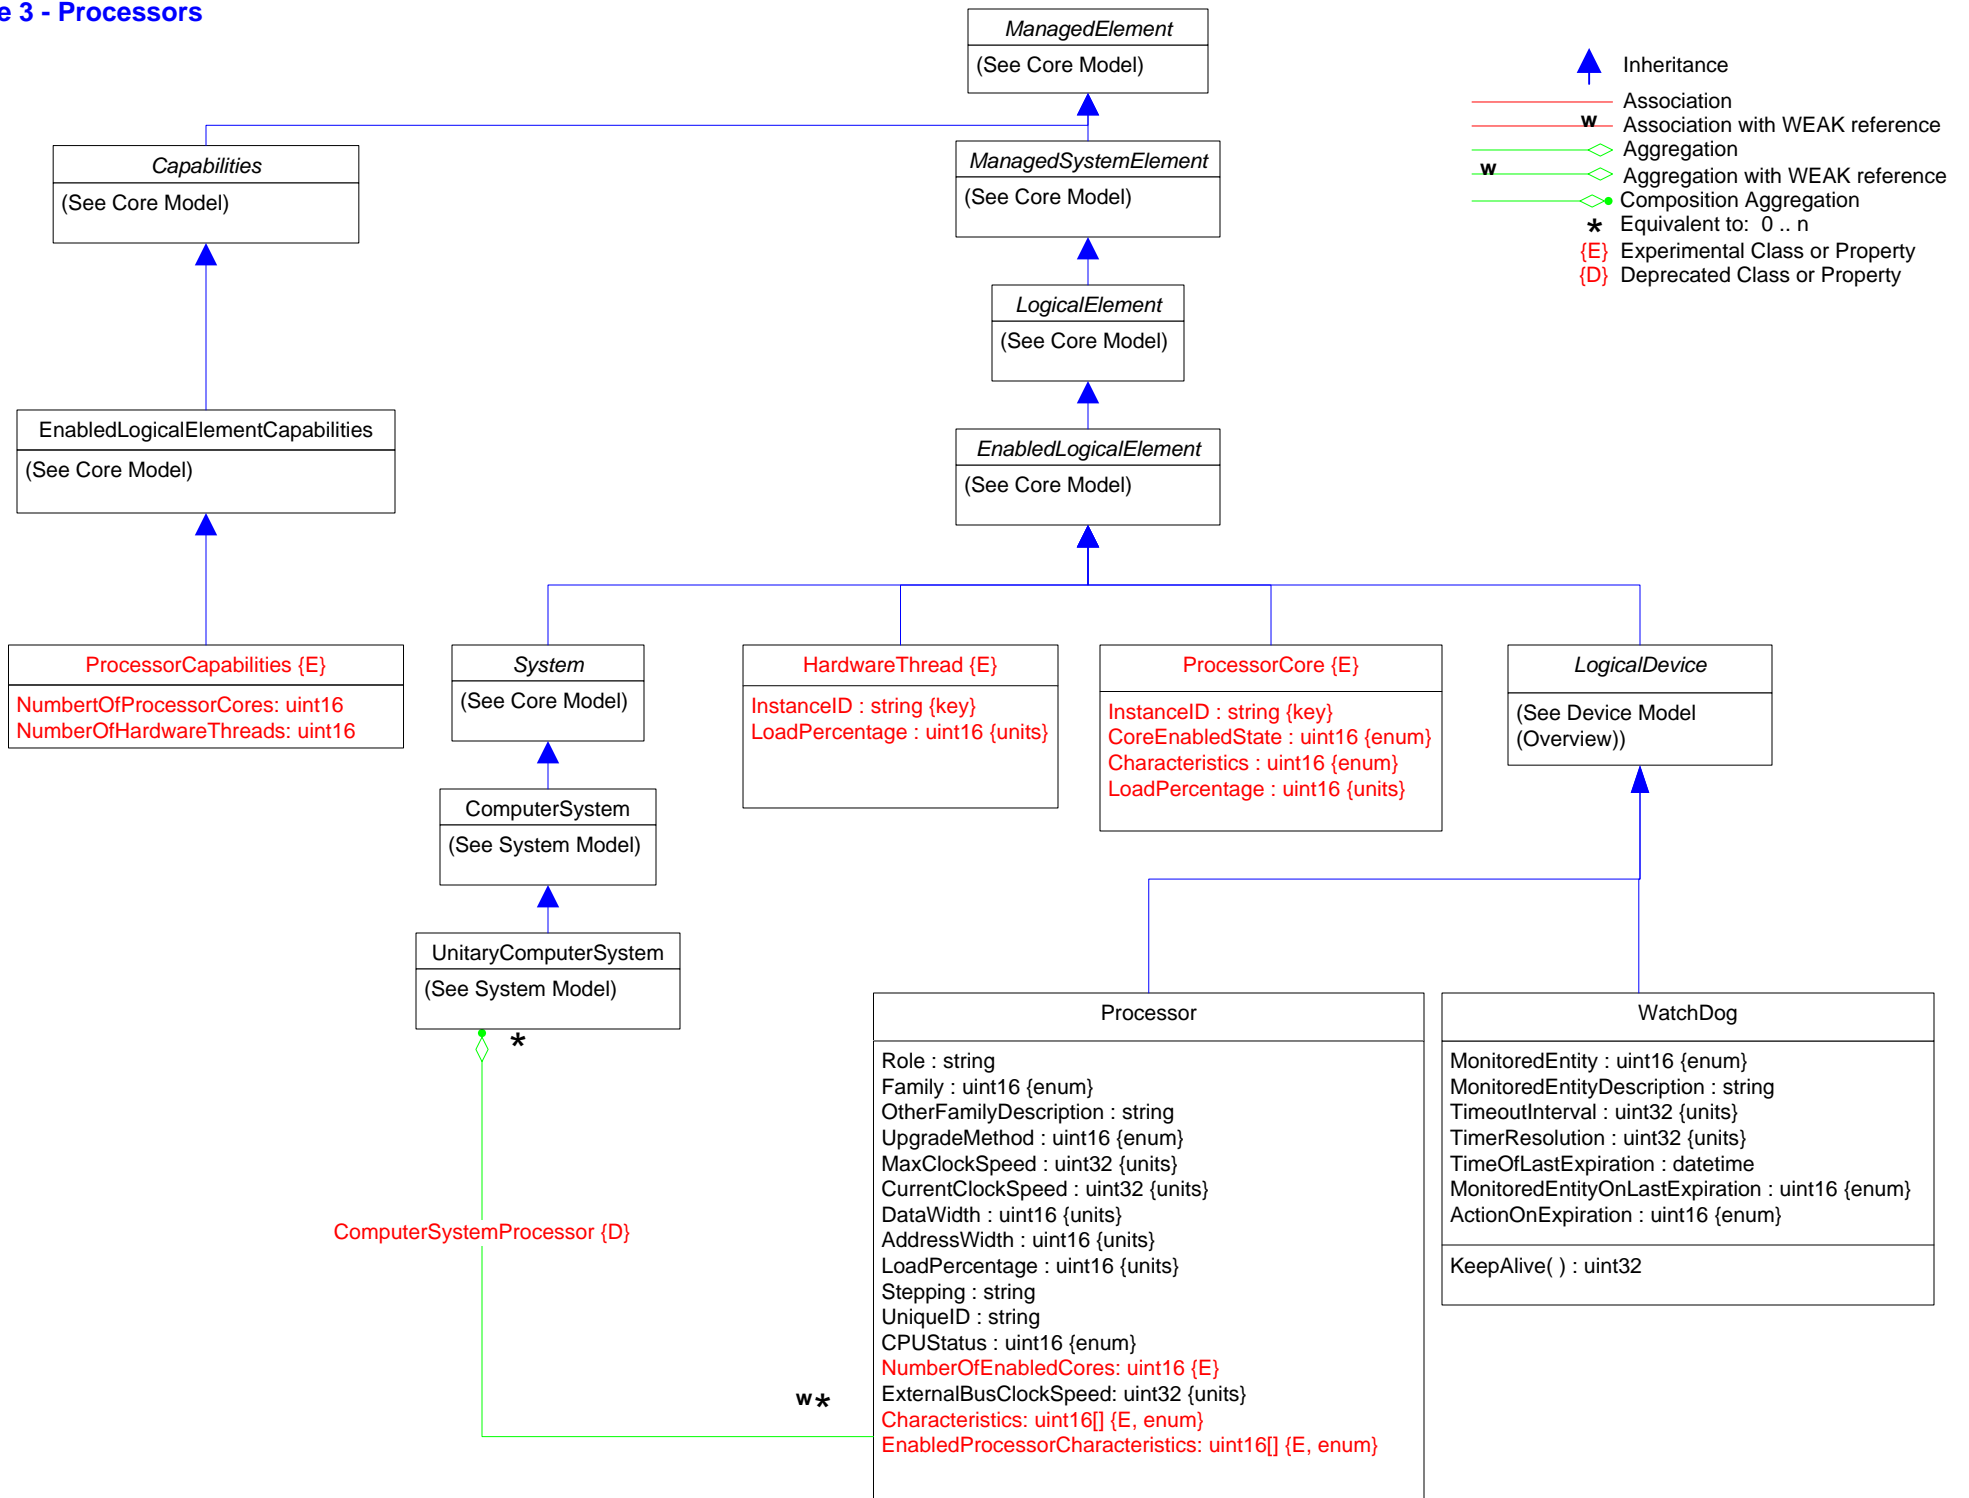 e 3 - Processors
ManagedElement
(See Core Model)
Inheritance
Association
w
Association with WEAK reference
Aggregation
w
Aggregation with WEAK reference
Composition Aggregation
* Equivalent to: 0 .. n
{E} Experimental Class or Property
{D} Deprecated Class or Property
Capabilities
(See Core Model)
ManagedSystemElement
(See Core Model)
LogicalElement
(See Core Model)
EnabledLogicalElementCapabilities
(See Core Model)
EnabledLogicalElement
(See Core Model)
ProcessorCapabilities {E}
NumbertOfProcessorCores: uint16
NumberOfHardwareThreads: uint16
System
(See Core Model)
HardwareThread {E}
InstanceID : string {key}
LoadPercentage : uint16 {units}
ProcessorCore {E}
InstanceID : string {key}
CoreEnabledState : uint16 {enum}
Characteristics : uint16 {enum}
LoadPercentage : uint16 {units}
LogicalDevice
(See Device Model
(Overview))
ComputerSystem
(See System Model)
UnitaryComputerSystem
(See System Model)
*
ComputerSystemProcessor {D}
w*
Processor
Role : string
Family : uint16 {enum}
OtherFamilyDescription : string
UpgradeMethod : uint16 {enum}
MaxClockSpeed : uint32 {units}
CurrentClockSpeed : uint32 {units}
DataWidth : uint16 {units}
AddressWidth : uint16 {units}
LoadPercentage : uint16 {units}
Stepping : string
UniqueID : string
CPUStatus : uint16 {enum}
NumberOfEnabledCores: uint16 {E}
ExternalBusClockSpeed: uint32 {units}
Characteristics: uint16[] {E, enum}
EnabledProcessorCharacteristics: uint16[] {E, enum}
WatchDog
MonitoredEntity : uint16 {enum}
MonitoredEntityDescription : string
TimeoutInterval : uint32 {units}
TimerResolution : uint32 {units}
TimeOfLastExpiration : datetime
MonitoredEntityOnLastExpiration : uint16 {enum}
ActionOnExpiration : uint16 {enum}
KeepAlive( ) : uint32